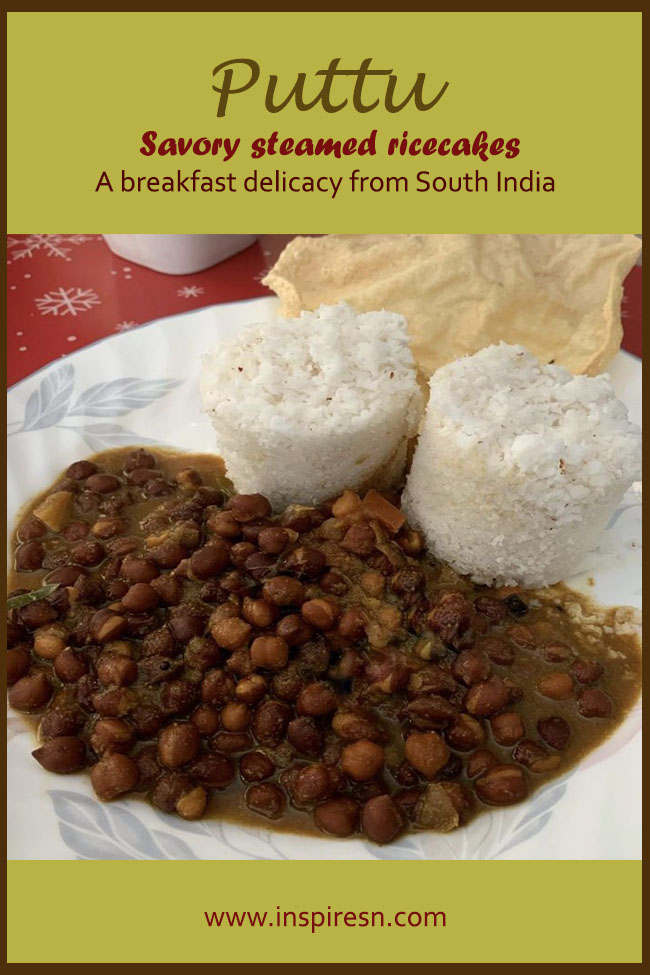 Puttu
Savory steamed ricecakes
A breakfast delicacy from South India
www.inspiresn.com